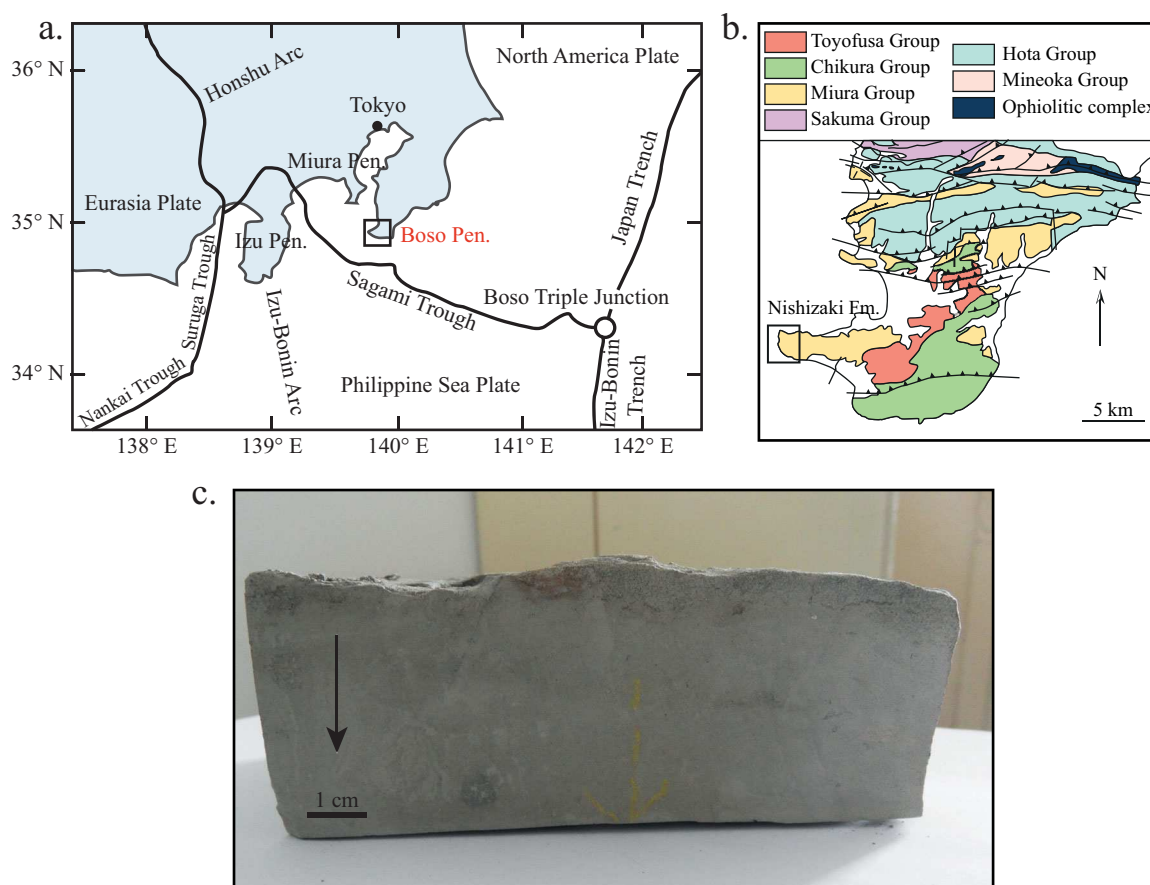 a.
36° N
35° N
34° N
138° E
139° E
140° E
141° E
142° E
Honshu Arc
North America Plate
Tokyo
Miura Pen.
Japan Trench
Eurasia Plate
Izu Pen.
Boso Pen.
Suruga Trough
Sagami Trough
Boso Triple Junction
Nankai Trough
Izu-Bonin Arc
Philippine Sea Plate
Izu-Bonin
Trench
b.
Toyofusa Group
Chikura Group
Miura Group
Sakuma Group
Hota Group
Mineoka Group
Ophiolitic complex
Nishizaki Fm.
N
5 km
c.
1 cm